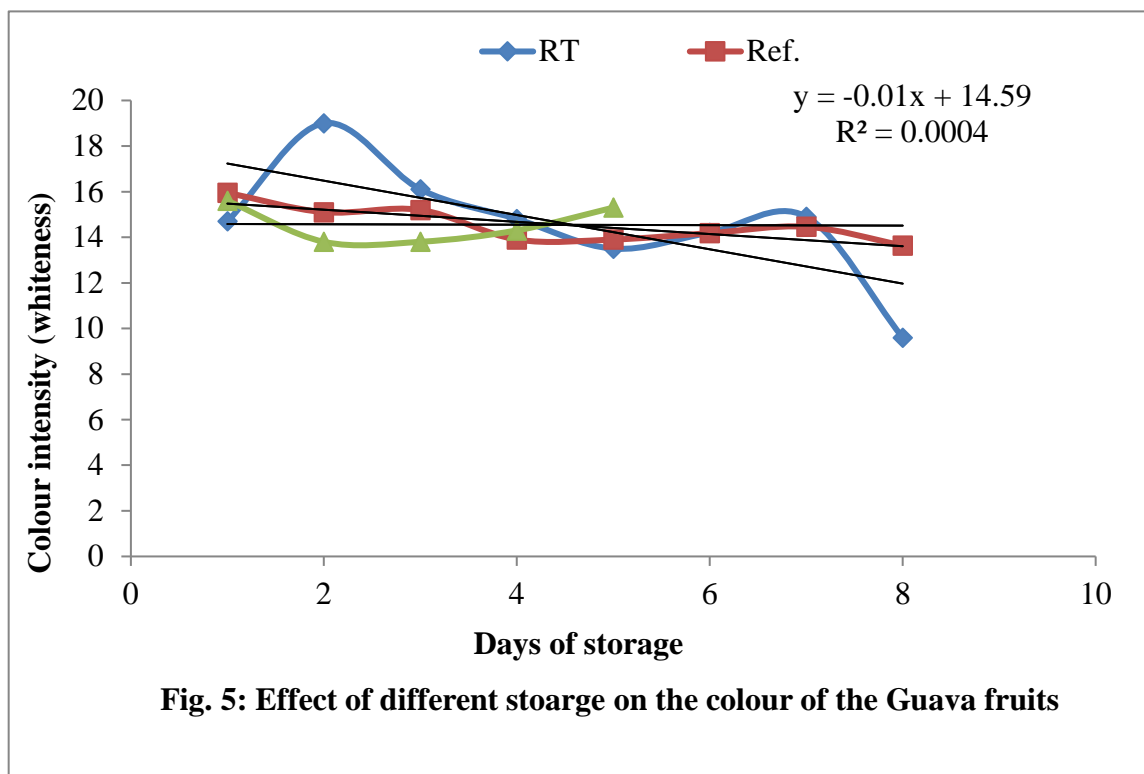 RT Ref.
y = -0.01x + 14.59
R² = 0.0004
20
18
16
14
12
10
8
6
4
2
0
0 2 4 6 8 10
Colour intensity (whiteness)
Days of storage
Fig. 5: Effect of different stoarge on the colour of the Guava fruits